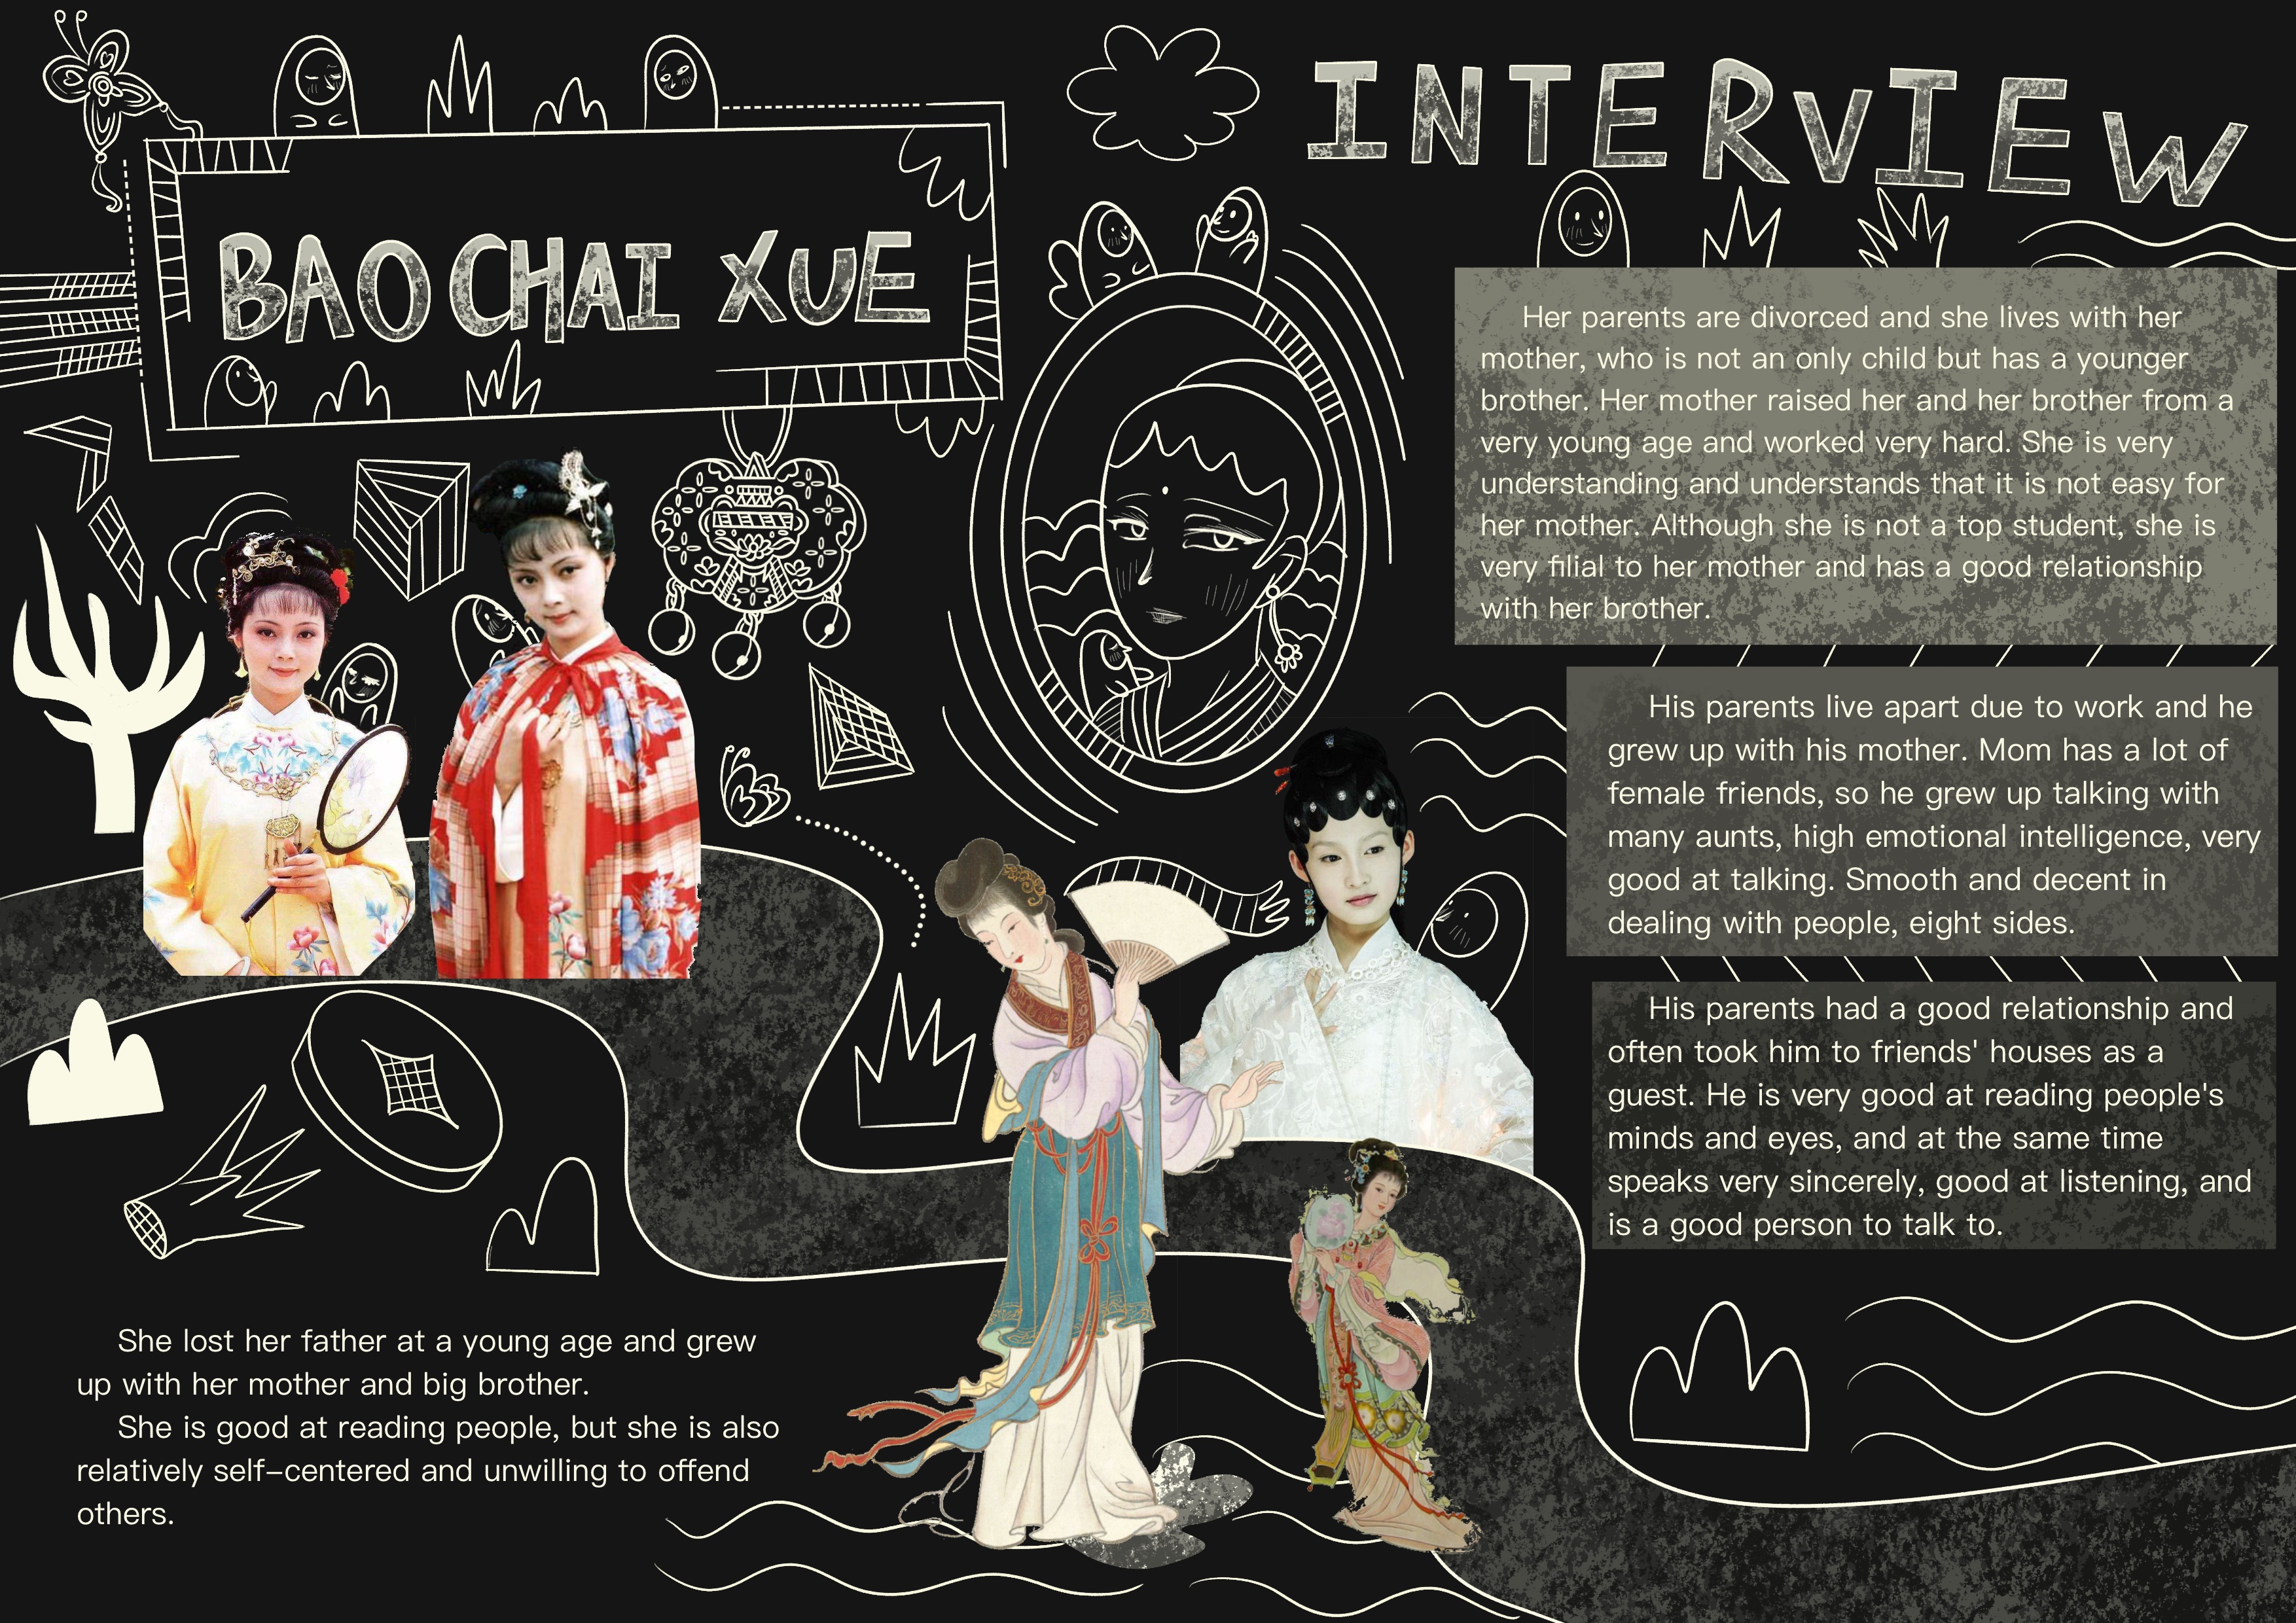 BAO CHAI XUE
INTERVIEW
Her parents are divorced and she lives with her
mother, who is not an only child but has a younger
brother. Her mother raised her and her brother from a
very young age and worked very hard. She is very
understanding and understands that it is not easy for
her mother. Although she is not a top student, she is
very filial to her mother and has a good relationship
with her brother.
His parents live apart due to work and he
grew up with his mother. Mom has a lot of
female friends, so he grew up talking with
many aunts, high emotional intelligence, very
good at talking. Smooth and decent in
dealing with people, eight sides.
His parents had a good relationship and
often took him to friends' houses as a
guest. He is very good at reading people's
minds and eyes, and at the same time
speaks very sincerely, good at listening, and
is a good person to talk to.
She lost her father at a young age and grew
up with her mother and big brother.
She is good at reading people, but she is also
relatively self-centered and unwilling to offend
others.